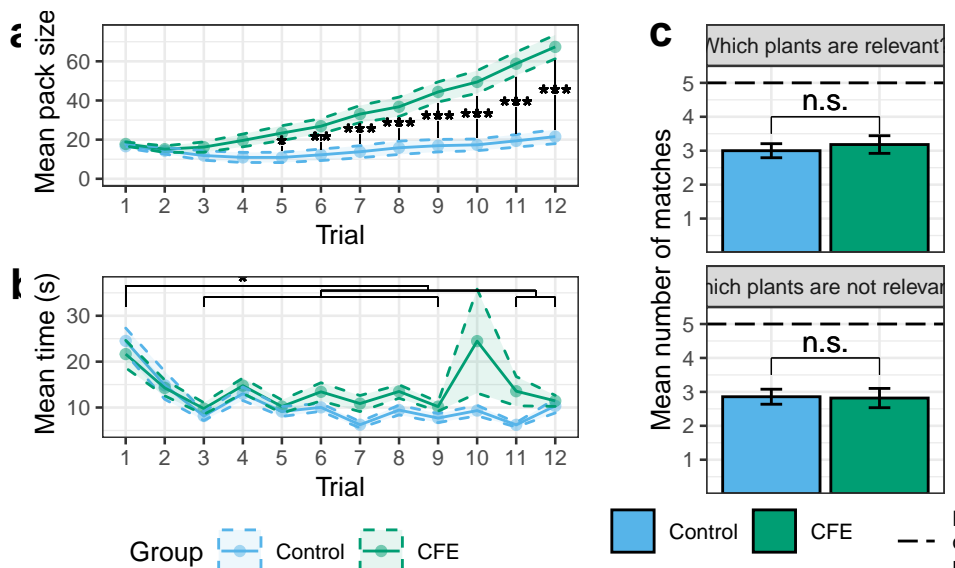 a
Mean pack size
60
40
20
0
* ** *** *** *** *** *** ***
1 2 3 4 5 6 7 8 9 10 11 12
Trial
b
Mean time (s)
30
20
10
*
1 2 3 4 5 6 7 8 9 10 11 12
Trial
Group Control CFE
c
Mean number of matches
Which plants are relevant?
n.s.
5
4
3
2
1
hich plants are not relevan
n.s.
5
4
3
2
1
Control CFE